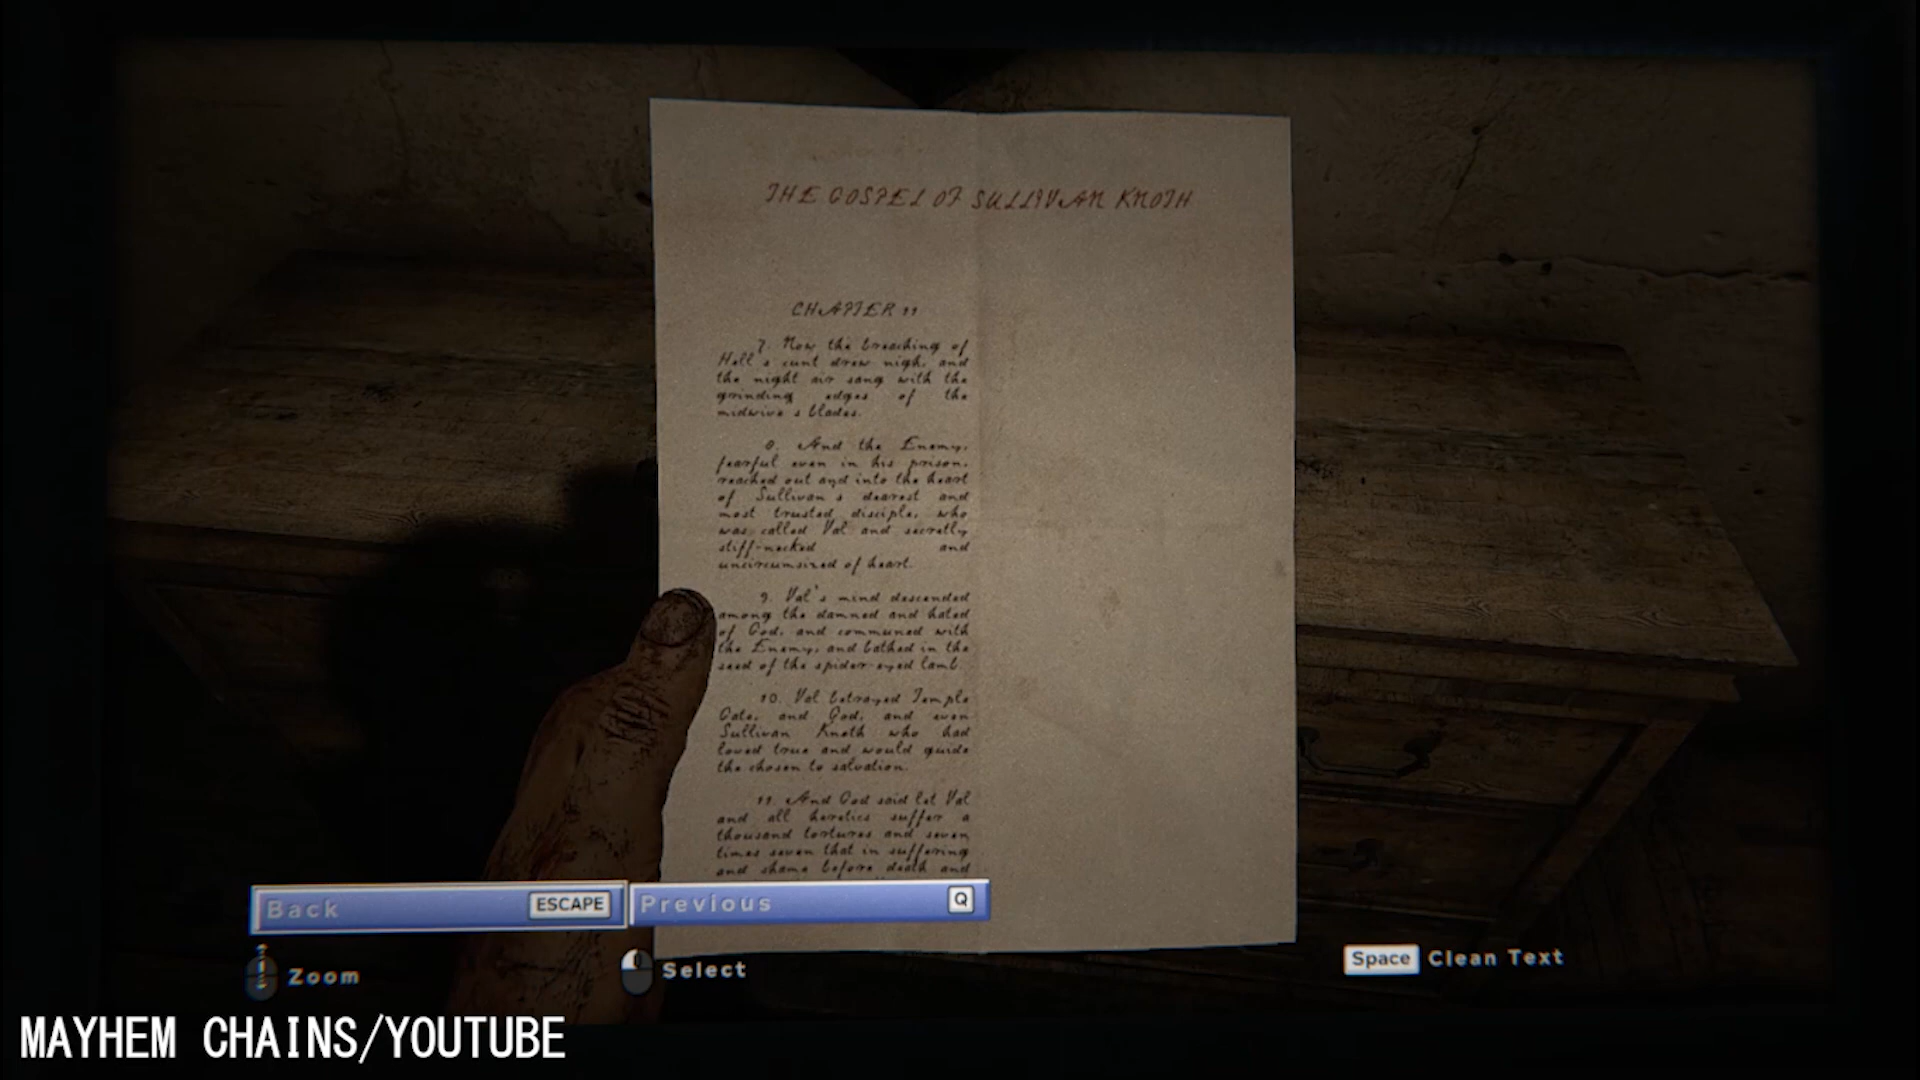 THE GOSPEL OF SULLIVAN KNOTH
CHAPTER 11
7. Now the breaching of
Hell's cunt drew nigh, and
the night air sang with the
grinding edges of the
midwive's blades.
8. And the Enemy,
fearful even in his prison,
reached out and into the heart
of Sullivan's dearest and
most trusted disciple, who
was called Val and secretly
stiff-necked and
uncircumsized of heart.
9. Val's mind descended
among the damned and hated
of God, and communed with
the Enemy, and bathed in the
seed of the spider-eyed lamb.
10. Val betrayed Temple
Gate, and God, and even
Sullivan Knoth who had
loved true and would guide
the chosen to salvation.
11. And God said let Val
and all heretics suffer a
thousand tortures and seven
times seven that in suffering
and shame before death and
Back ESCAPE
Previous Q
Zoom
Select
Space Clean Text
MAYHEM CHAINS/YOUTUBE